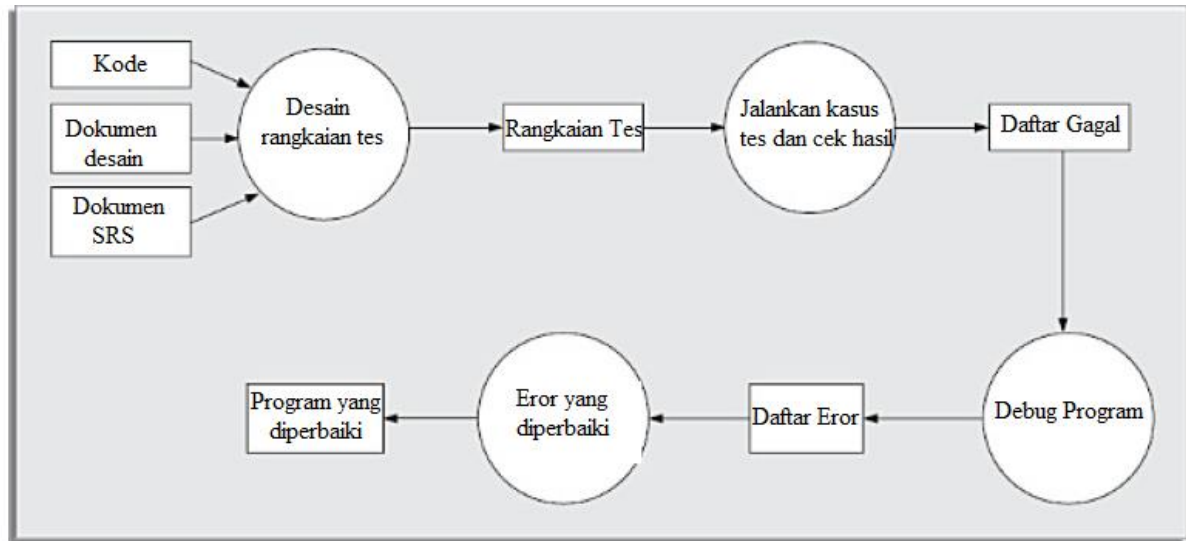 Kode
Dokumen
desain
Dokumen
SRS
Desain
rangkaian tes
Rangkaian Tes
Jalankan kasus
tes dan cek hasil
Daftar Gagal
Debug Program
Daftar Eror
Eror yang
diperbaiki
Program yang
diperbaiki